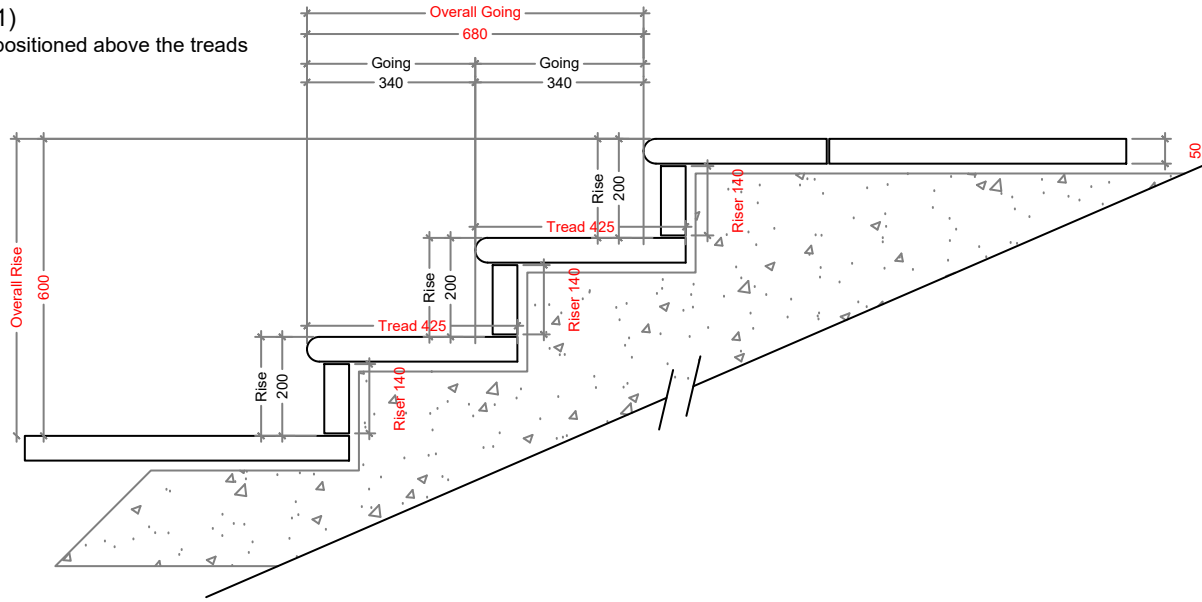 1)
positioned above the treads
Overall Going
680
Going
Going
340
340
50
Rise
200
Riser 140
Tread 425
Overall Rise
600
Rise
200
Riser 140
Tread 425
Rise
200
Riser 140